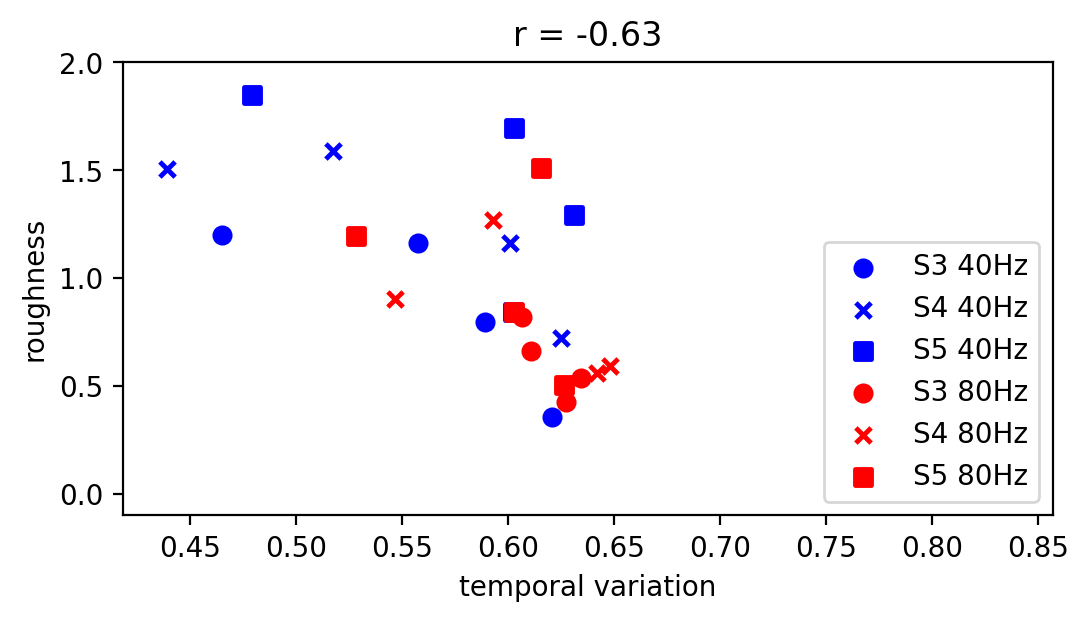 r = -0.63
roughness
2.0
1.5
1.0
0.5
0.0
S3 40Hz
S4 40Hz
S5 40Hz
S3 80Hz
S4 80Hz
S5 80Hz
0.45 0.50 0.55 0.60 0.65 0.70 0.75 0.80 0.85
temporal variation